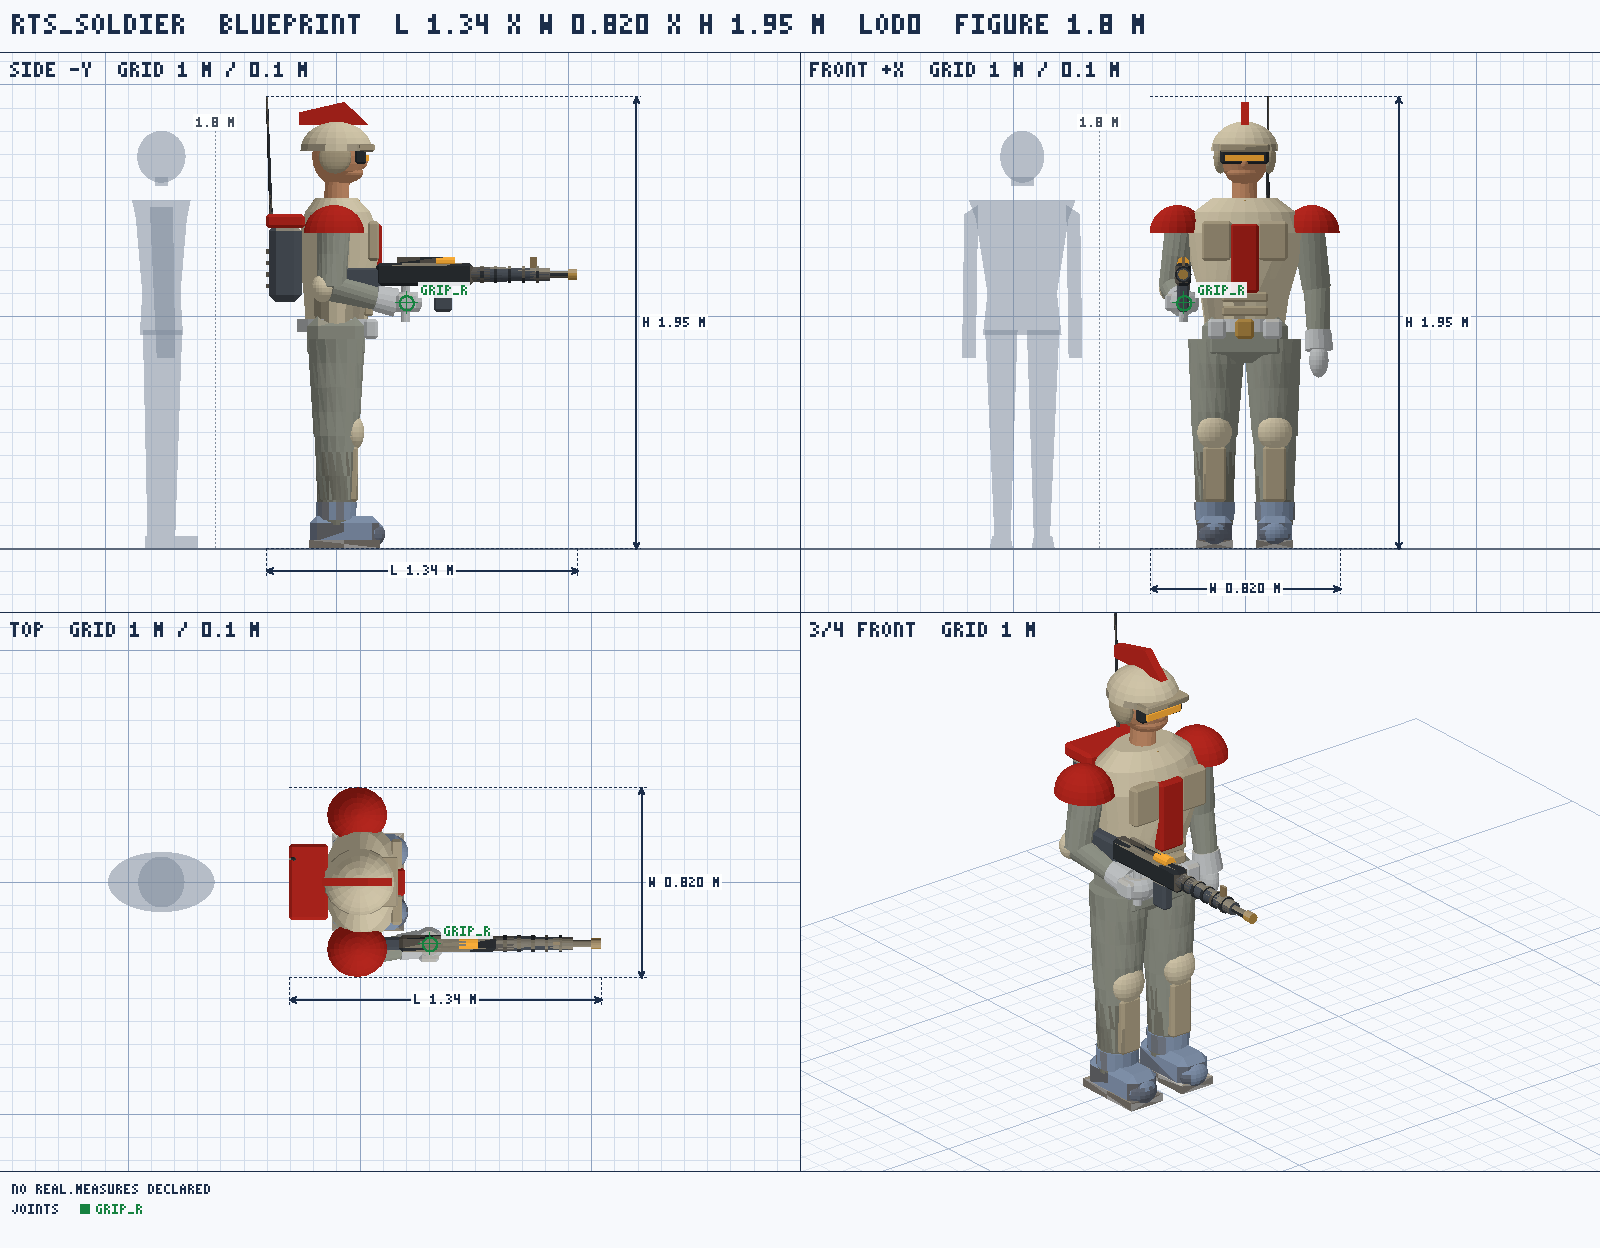 RTS_SOLDIER BLUEPRINT L 1.34 X W 0.820 X H 1.95 M LOD0 FIGURE 1.8 M
SIDE -Y GRID 1 M / 0.1 M
1.8 M
GRIP_R
H 1.95 M
L 1.34 M
FRONT +X GRID 1 M / 0.1 M
1.8 M
GRIP_R
H 1.95 M
W 0.820 M
TOP GRID 1 M / 0.1 M
GRIP_R
W 0.820 M
L 1.34 M
3/4 FRONT GRID 1 M
NO REAL.MEASURES DECLARED
JOINTS GRIP_R